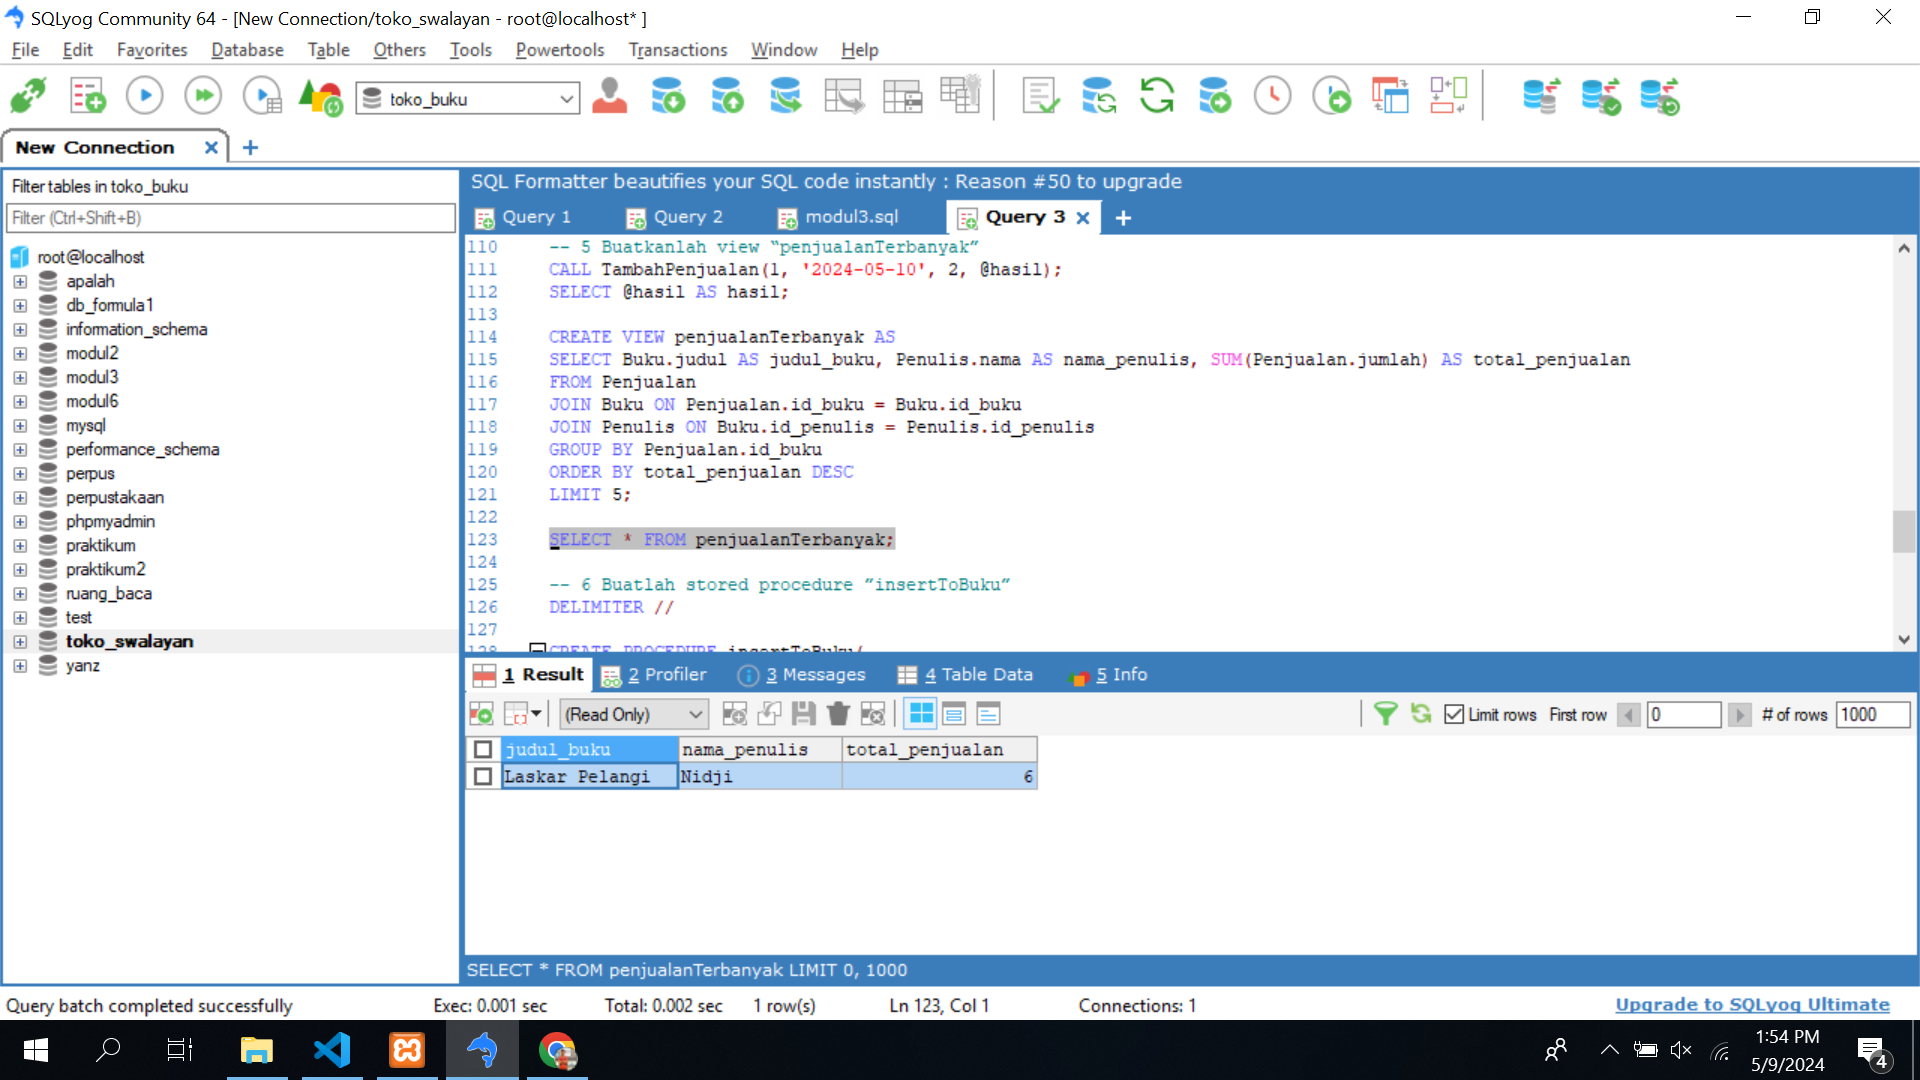 SQLyog Community 64 - [New Connection/toko_swalayan - root@localhost* ]
File Edit Favorites Database Table Others Tools Powertools Transactions Window Help
toko_buku
New Connection
Filter tables in toko_buku
Filter (Ctrl+Shift+B)
root@localhost
apalah
db_formula1
information_schema
modul2
modul3
modul6
mysql
performance_schema
perpus
perpustakaan
phpmyadmin
praktikum
praktikum2
ruang_baca
test
toko_swalayan
yanz
SQL Formatter beautifies your SQL code instantly : Reason #50 to upgrade
Query 1 Query 2 modul3.sql Query 3
110 -- 5 Buatkanlah view “penjualanTerbanyak”
111 CALL TambahPenjualan(1, '2024-05-10', 2, @hasil);
112 SELECT @hasil AS hasil;
113
114 CREATE VIEW penjualanTerbanyak AS
115 SELECT Buku.judul AS judul_buku, Penulis.nama AS nama_penulis, SUM(Penjualan.jumlah) AS total_penjualan
116 FROM Penjualan
117 JOIN Buku ON Penjualan.id_buku = Buku.id_buku
118 JOIN Penulis ON Buku.id_penulis = Penulis.id_penulis
119 GROUP BY Penjualan.id_buku
120 ORDER BY total_penjualan DESC
121 LIMIT 5;
122
123 SELECT * FROM penjualanTerbanyak;
124
125 -- 6 Buatlah stored procedure ”insertToBuku”
126 DELIMITER //
127
128 CREATE PROCEDURE insertToBuku(
1 Result 2 Profiler 3 Messages 4 Table Data 5 Info
(Read Only) Limit rows First row 0 # of rows 1000
judul_buku nama_penulis total_penjualan
Laskar Pelangi Nidji 6
SELECT * FROM penjualanTerbanyak LIMIT 0, 1000
Query batch completed successfully Exec: 0.001 sec Total: 0.002 sec 1 row(s) Ln 123, Col 1 Connections: 1 Upgrade to SQLyog Ultimate
1:54 PM
5/9/2024
4